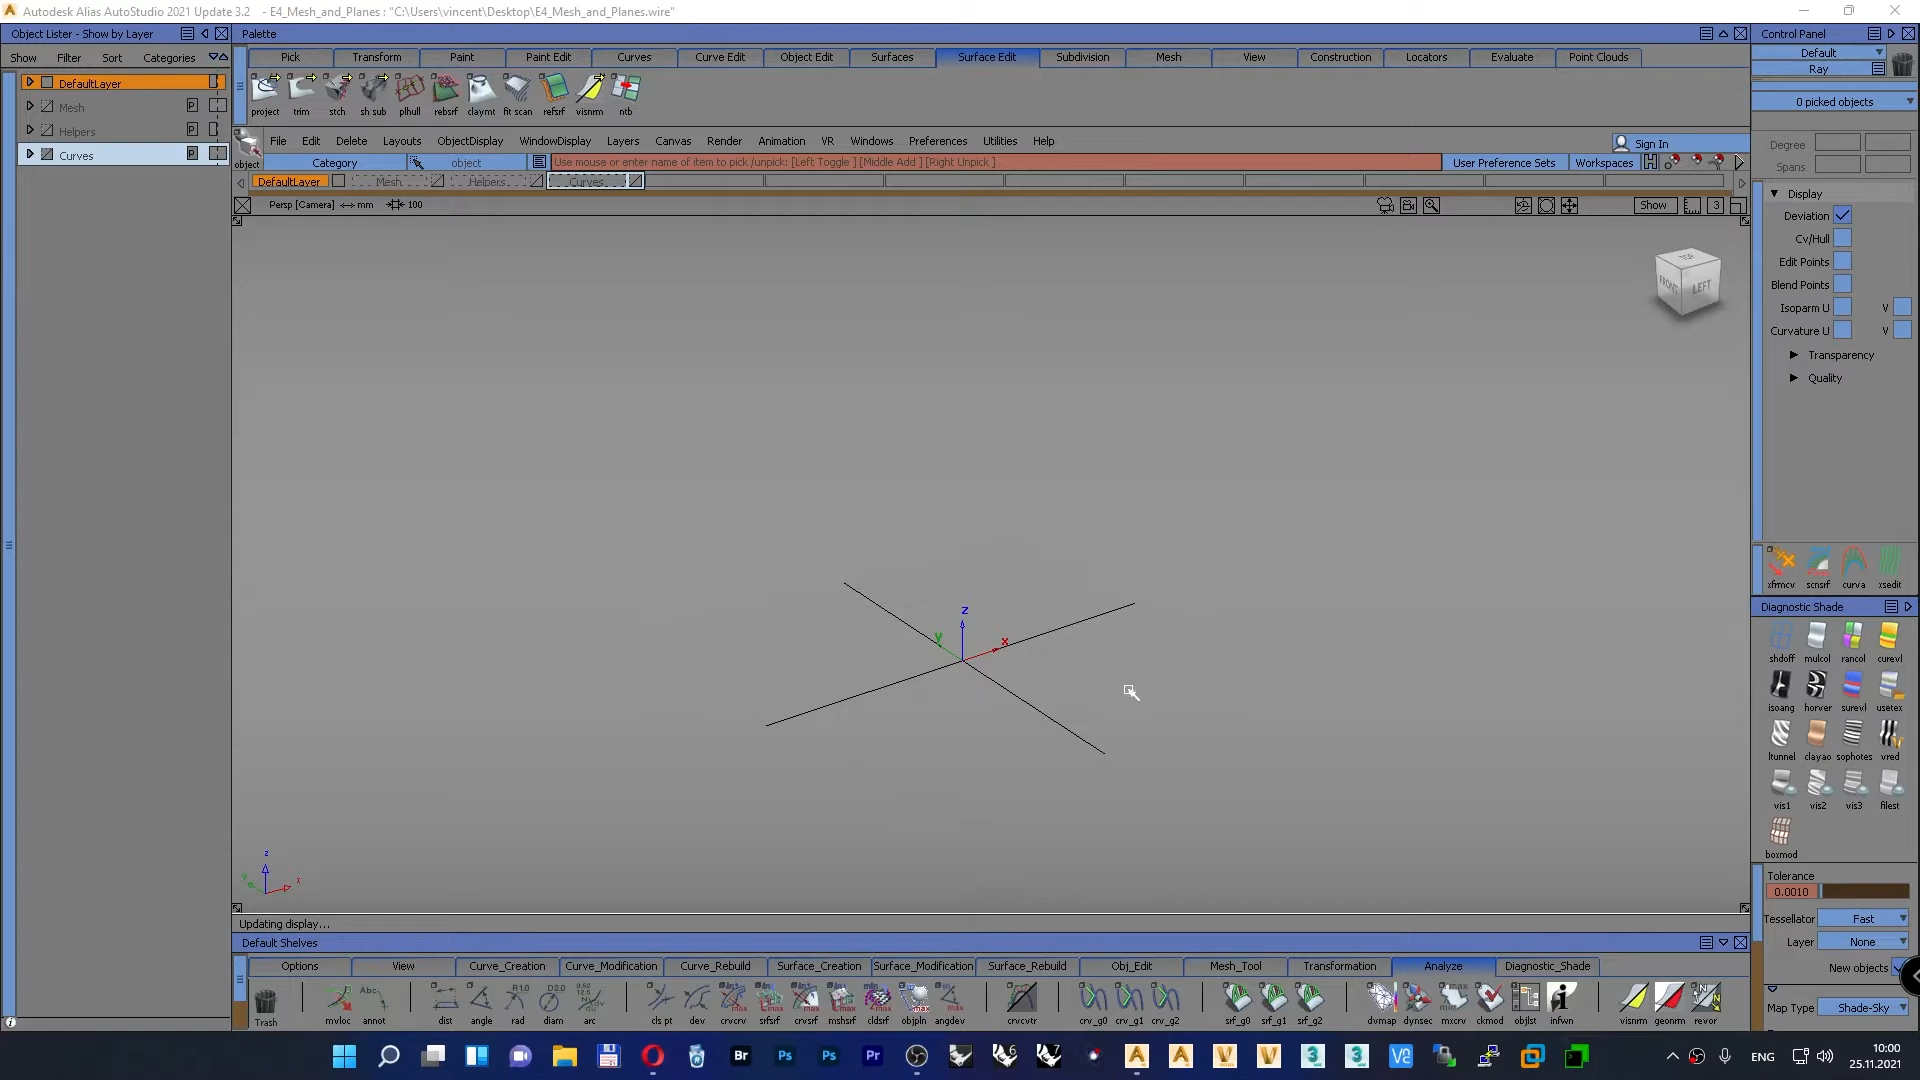 Autodesk Alias AutoStudio 2021 Update 3.2 - E4_Mesh_and_Planes : "C:\Users\vincent\Desktop\E4_Mesh_and_Planes.wire"
Object Lister - Show by Layer
Palette
Control Panel
Show Filter Sort Categories
Pick Transform Paint Paint Edit Curves Curve Edit Object Edit Surfaces Surface Edit Subdivision Mesh View Construction Locators Evaluate Point Clouds
Default
Ray
DefaultLayer
Mesh P
Helpers P
Curves P
project trim stch sh sub plhull rebsrf claymt fit scan refsrf visnrm ntb
0 picked objects
File Edit Delete Layouts ObjectDisplay WindowDisplay Layers Canvas Render Animation VR Windows Preferences Utilities Help
Sign In
object
Category object
Use mouse or enter name of item to pick/unpick: [Left Toggle ] [Middle Add ] [Right Unpick ]
User Preference Sets Workspaces
Degree
Spans
DefaultLayer Mesh Helpers Curves
Persp [Camera] <-> mm 100
Show 3
Display
Deviation
Cv/Hull
Edit Points
Blend Points
Isoparm U V
Curvature U V
Transparency
Quality
TOP
FRONT LEFT
z
y x
z
y x
xfrmcv scnsrf curva xsedit
Diagnostic Shade
shdoff mulcol rancol curevl
isoang horver surevl usetex
ltunnel clayao sophotes vred
vis1 vis2 vis3 filest
boxmod
Tolerance
0.0010
Tessellator Fast
Layer None
New objects
Map Type Shade-Sky
Updating display...
Default Shelves
Options View Curve_Creation Curve_Modification Curve_Rebuild Surface_Creation Surface_Modification Surface_Rebuild Obj_Edit Mesh_Tool Transformation Analyze Diagnostic_Shade
Trash mvloc annot dist angle rad diam arc cls pt dev crvcrv srfsrf crvsrf mshsrf cldsrf objpln angdev crvcvtr crv_g0 crv_g1 crv_g2 srf_g0 srf_g1 srf_g2 dvmap dynsec mxcrv ckmod objlst infwn visnrm geonrm revor
ENG
10:00
25.11.2021